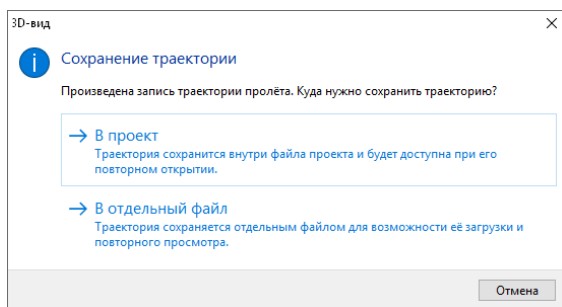 3D-вид
Сохранение траектории
Произведена запись траектории пролёта. Куда нужно сохранить траекторию?
В проект
Траектория сохранится внутри файла проекта и будет доступна при его
повторном открытии.
В отдельный файл
Траектория сохраняется отдельным файлом для возможности её загрузки и
повторного просмотра.
Отмена